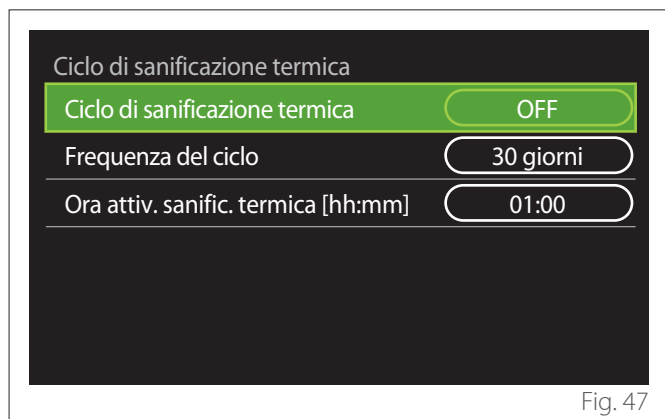 Ciclo di sanificazione termica
Ciclo di sanificazione termica OFF
Frequenza del ciclo 30 giorni
Ora attiv. sanific. termica [hh:mm] 01:00
Fig. 47